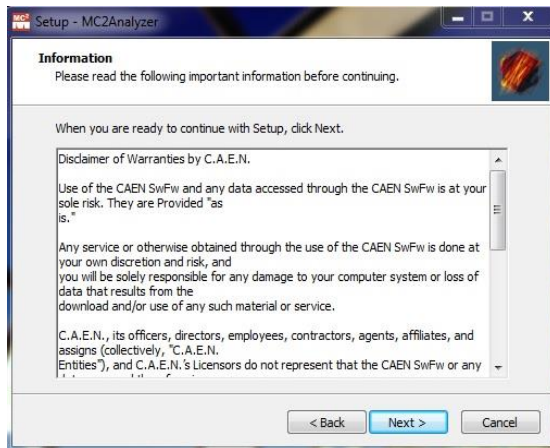 MC²
Setup - MC2Analyzer
Information
Please read the following important information before continuing.
When you are ready to continue with Setup, click Next.
Disclaimer of Warranties by C.A.E.N.
Use of the CAEN SwFw and any data accessed through the CAEN SwFw is at your
sole risk. They are Provided "as
is."
Any service or otherwise obtained through the use of the CAEN SwFw is done at
your own discretion and risk, and
you will be solely responsible for any damage to your computer system or loss of
data that results from the
download and/or use of any such material or service.
C.A.E.N., its officers, directors, employees, contractors, agents, affiliates, and
assigns (collectively, "C.A.E.N.
Entities"), and C.A.E.N.'s Licensors do not represent that the CAEN SwFw or any
< Back
Next >
Cancel